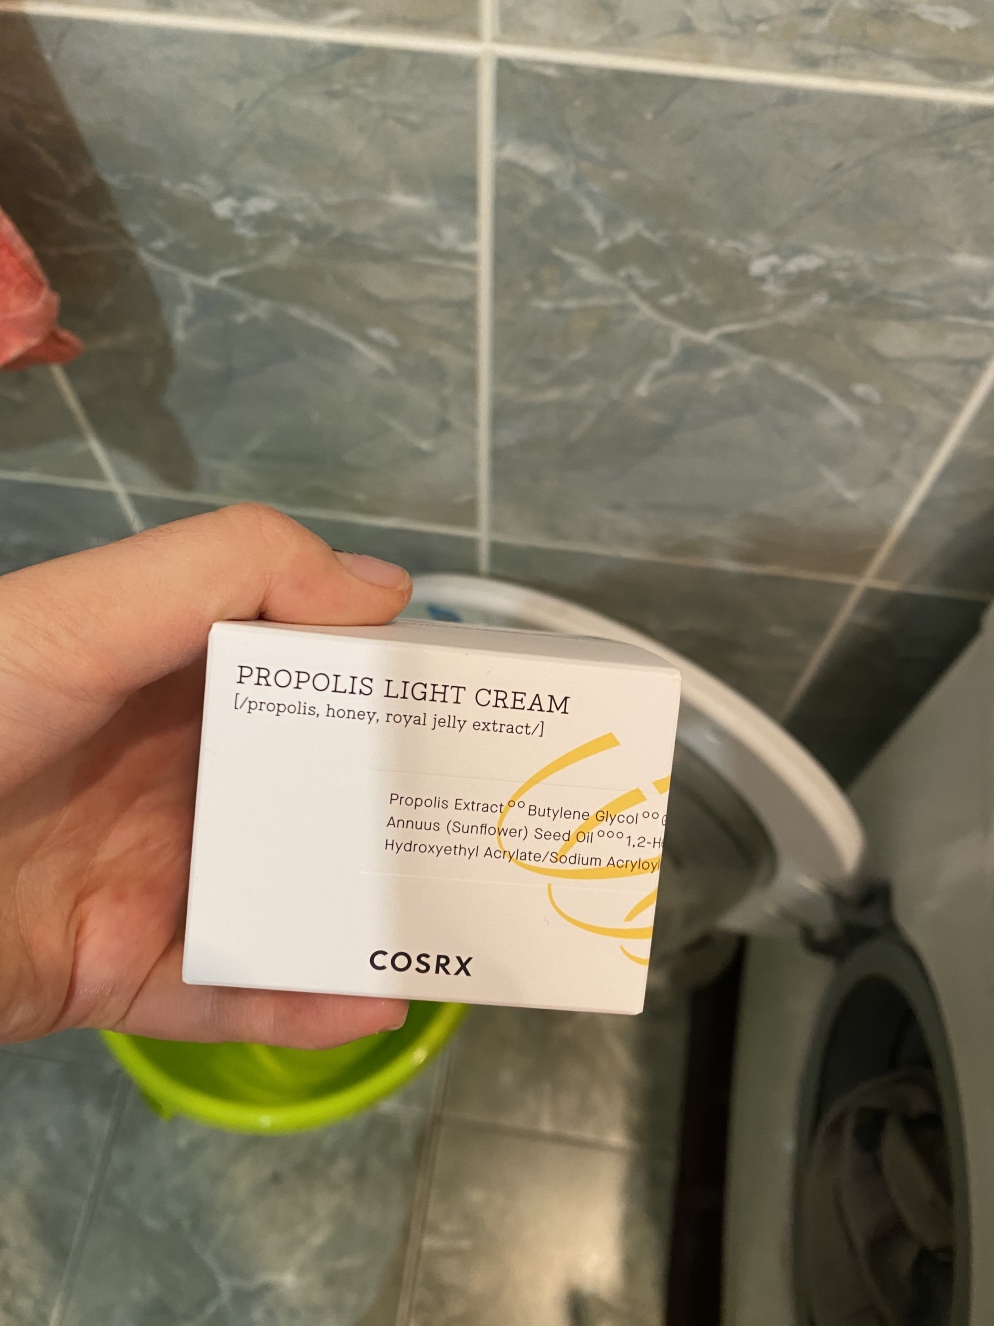 PROPOLIS LIGHT CREAM
[/propolis, honey, royal jelly extract/]
Propolis Extract°°Butylene Glycol°°
Annuus (Sunflower) Seed Oil°°°1,2-
Hydroxyethyl Acrylate/Sodium
COSRX